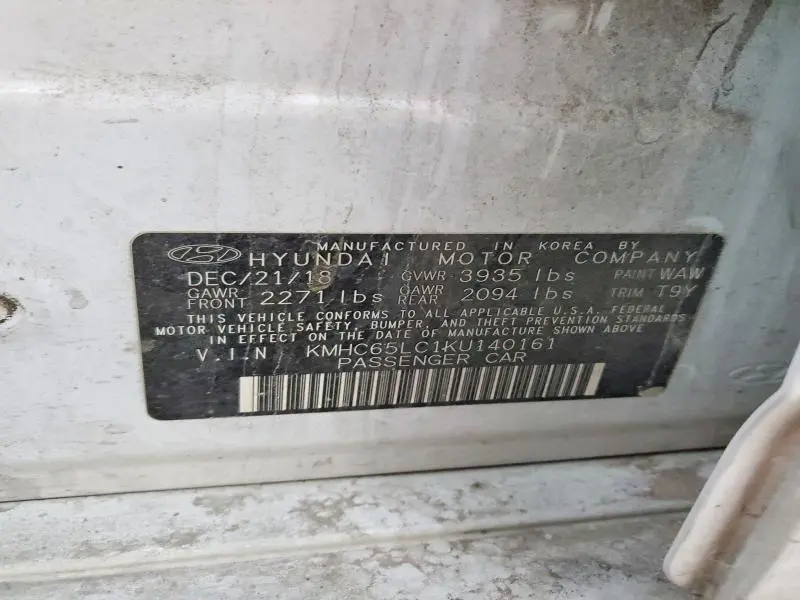 MANUFACTURED IN KOREA BY
HYUNDAI MOTOR COMPANY
DEC/21/18 GVWR 3935 lbs PAINT WAW
GAWR FRONT 2271 lbs GAWR REAR 2094 lbs TRIM T9Y
THIS VEHICLE CONFORMS TO ALL APPLICABLE U.S.A. FEDERAL
MOTOR VEHICLE SAFETY, BUMPER, AND THEFT PREVENTION STANDARDS
IN EFFECT ON THE DATE OF MANUFACTURE SHOWN ABOVE
V.I.N KMHC65LC1KU140161
PASSENGER CAR